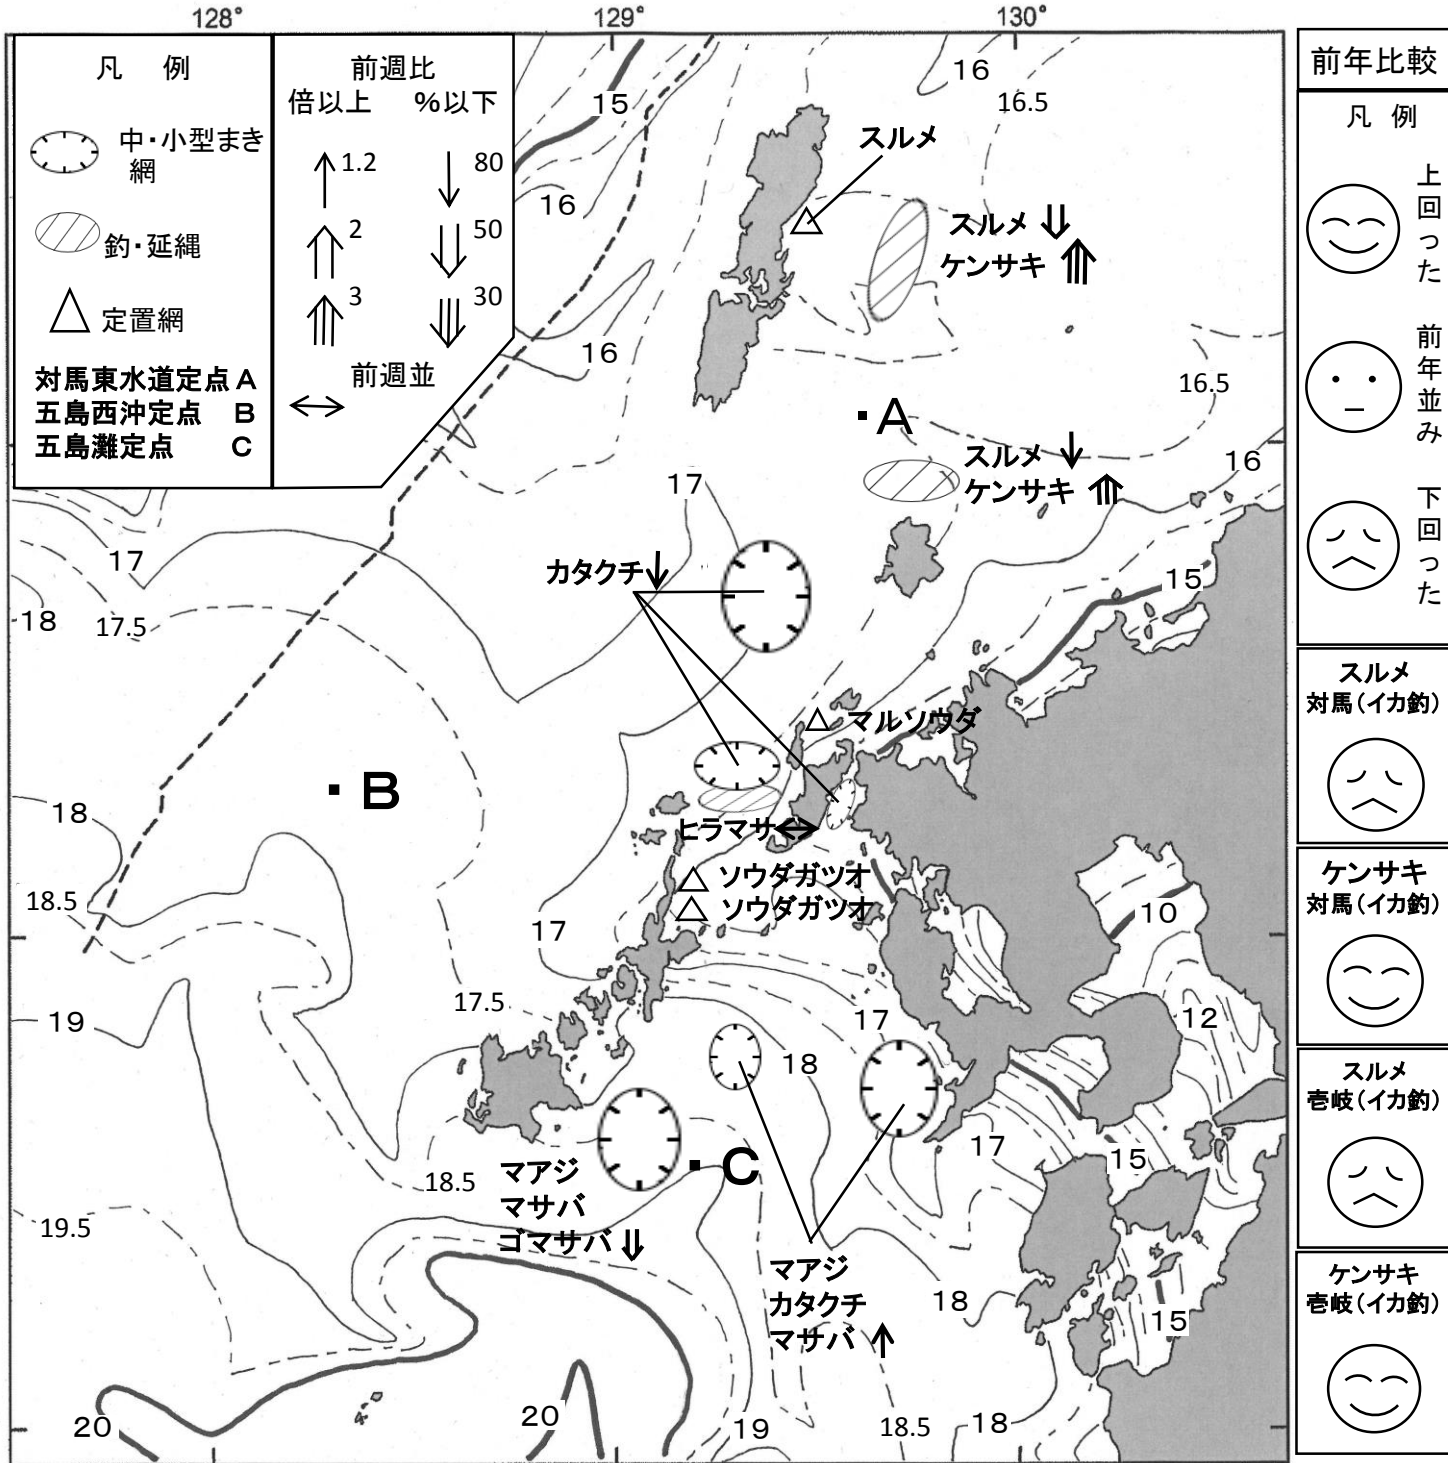 128°
129°
130°
凡 例
中・小型まき
網
釣・延縄
定置網
対馬東水道定点 A
五島西沖定点 B
五島灘定点 C
前週比
倍以上 %以下
1.2 80
2 50
3 30
前週並
15
16
16
16
16.5
スルメ
スルメ
ケンサキ
16.5
A
スルメ
ケンサキ
16
17
17
カタクチ
15
18
17.5
マルソウダ
B
18
ヒラマサ
ソウダガツオ
ソウダガツオ
18.5
17
10
17.5
19
17
12
18
C
17
15
18.5
マアジ
マサバ
ゴマサバ
19.5
マアジ
カタクチ
マサバ
18
15
20
20
19
18.5
18
前年比較
凡 例
上回った
前年並み
下回った
スルメ
対馬(イカ釣)
ケンサキ
対馬(イカ釣)
スルメ
壱岐(イカ釣)
ケンサキ
壱岐(イカ釣)